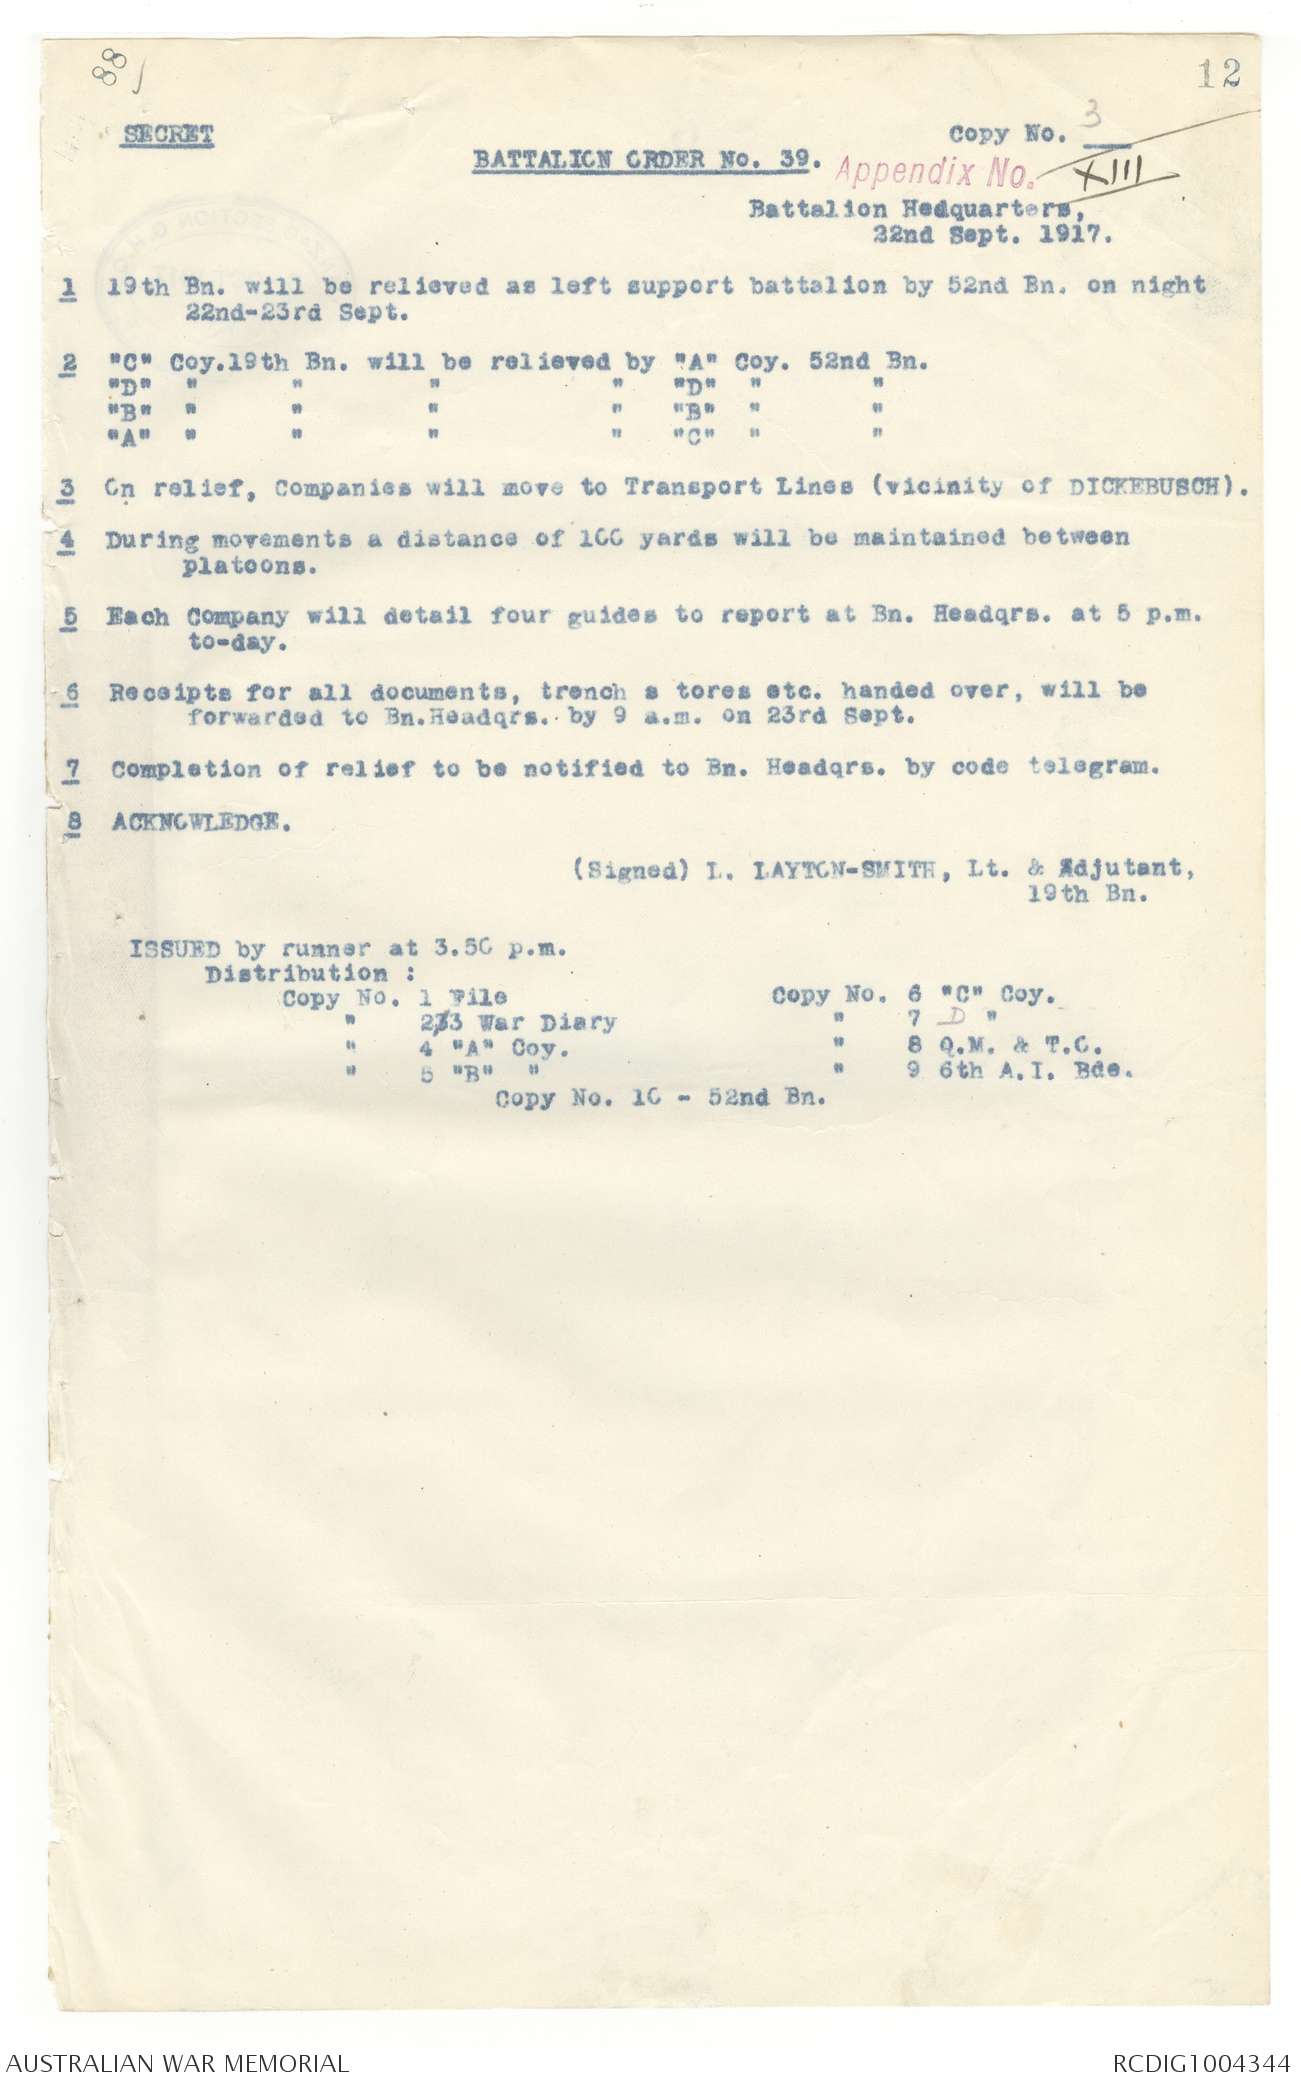 88
12
SECRET
Copy No. 3
BATTALION ORDER No. 39.
Appendix No. XIII
Battalion Hedquarters,
22nd Sept. 1917.
1 19th Bn. will be relieved as left support battalion by 52nd Bn. on night
22nd-23rd Sept.
2 "C" Coy.19th Bn. will be relieved by "A" Coy. 52nd Bn.
"D" " " " " "D" " "
"B" " " " " "B" " "
"A" " " " " "C" " "
3 On relief, Companies will move to Transport Lines (vicinity of DICKEBUSCH).
4 During movements a distance of 100 yards will be maintained between
platoons.
5 Each Company will detail four guides to report at Bn. Headqrs. at 5 p.m.
to-day.
6 Receipts for all documents, trench s tores etc. handed over, will be
forwarded to Bn.Headqrs. by 9 a.m. on 23rd Sept.
7 Completion of relief to be notified to Bn. Headqrs. by code telegram.
8 ACKNOWLEDGE.
(Signed) L. LAYTON-SMITH, Lt. & Adjutant,
19th Bn.
ISSUED by runner at 3.50 p.m.
Distribution :
Copy No. 1 File Copy No. 6 "C" Coy.
" 2,3 War Diary " 7 D "
" 4 "A" Coy. " 8 Q.M. & T.O.
" 5 "B" " " 9 6th A.I. Bde.
Copy No. 10 - 52nd Bn.
AUSTRALIAN WAR MEMORIAL
RCDIG1004344